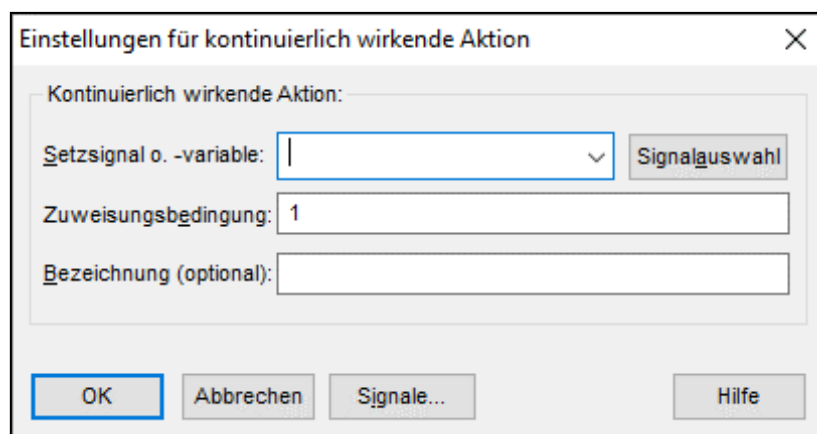 Einstellungen für kontinuierlich wirkende Aktion
Kontinuierlich wirkende Aktion:
Setzsignal o. -variable:
Signalauswahl
Zuweisungsbedingung: 1
Bezeichnung (optional):
OK Abbrechen Signale... Hilfe